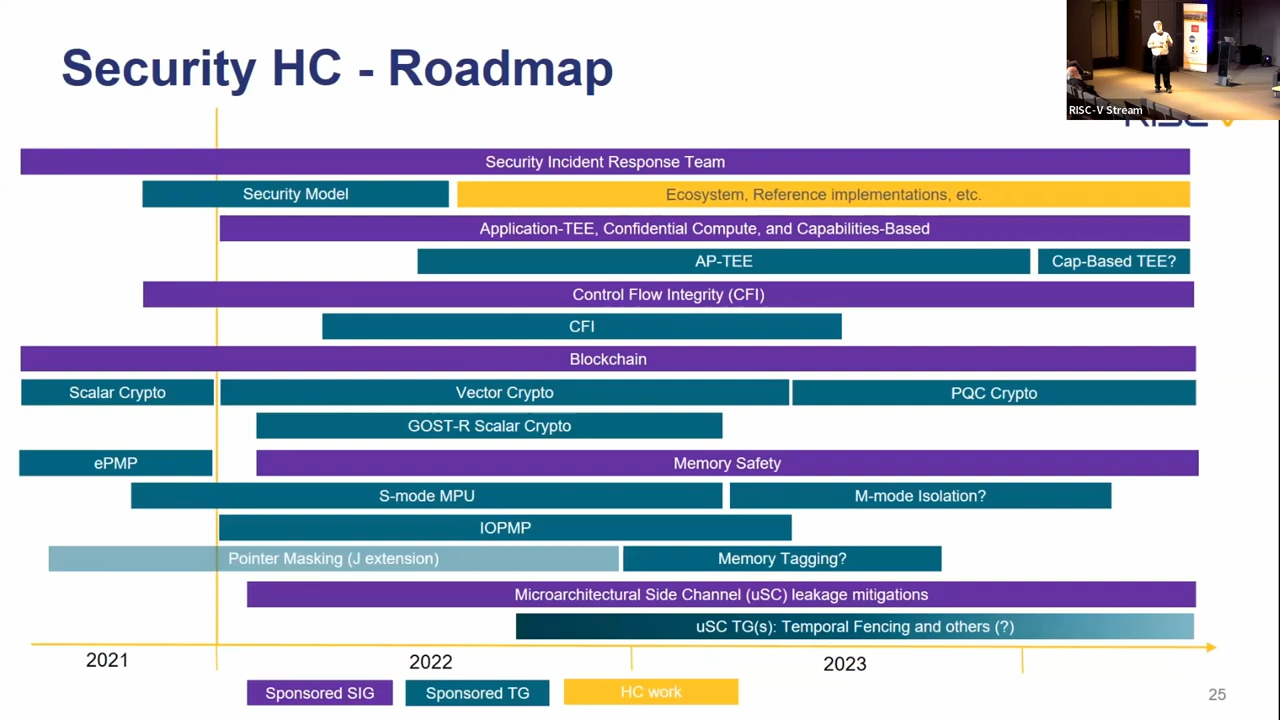 Security HC - Roadmap
RISC-V Stream
RISC-V
Security Incident Response Team
Security Model
Ecosystem, Reference implementations, etc.
Application-TEE, Confidential Compute, and Capabilities-Based
AP-TEE
Cap-Based TEE?
Control Flow Integrity (CFI)
CFI
Blockchain
Scalar Crypto
Vector Crypto
PQC Crypto
GOST-R Scalar Crypto
ePMP
Memory Safety
S-mode MPU
M-mode Isolation?
IOPMP
Pointer Masking (J extension)
Memory Tagging?
Microarchitectural Side Channel (uSC) leakage mitigations
uSC TG(s): Temporal Fencing and others (?)
2021
2022
2023
Sponsored SIG
Sponsored TG
HC work
25